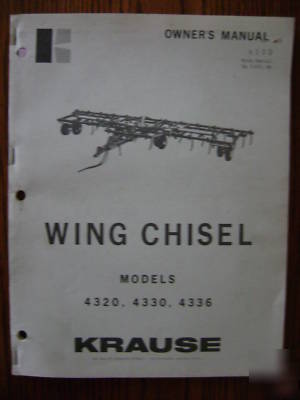 OWNER'S MANUAL
WING CHISEL
MODELS
4320, 4330, 4336
KRAUSE